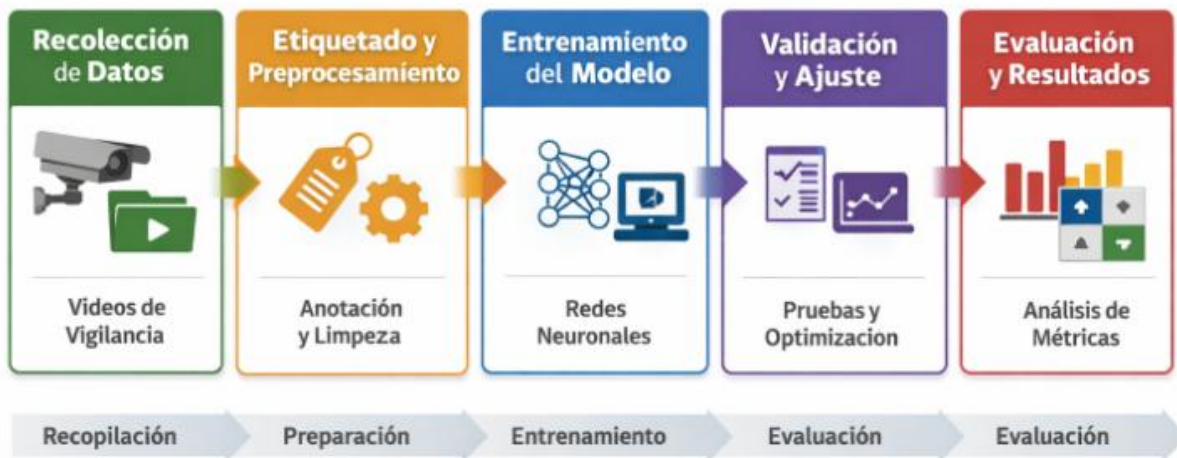 Recolección
de Datos
Videos de
Vigilancia
Etiquetado y
Preprocesamiento
Anotación
y Limpeza
Entrenamiento
del Modelo
Redes
Neuronales
Validación
y Ajuste
Pruebas y
Optimizacion
Evaluación
y Resultados
Análisis de
Métricas
Recopilación
Preparación
Entrenamiento
Evaluación
Evaluación